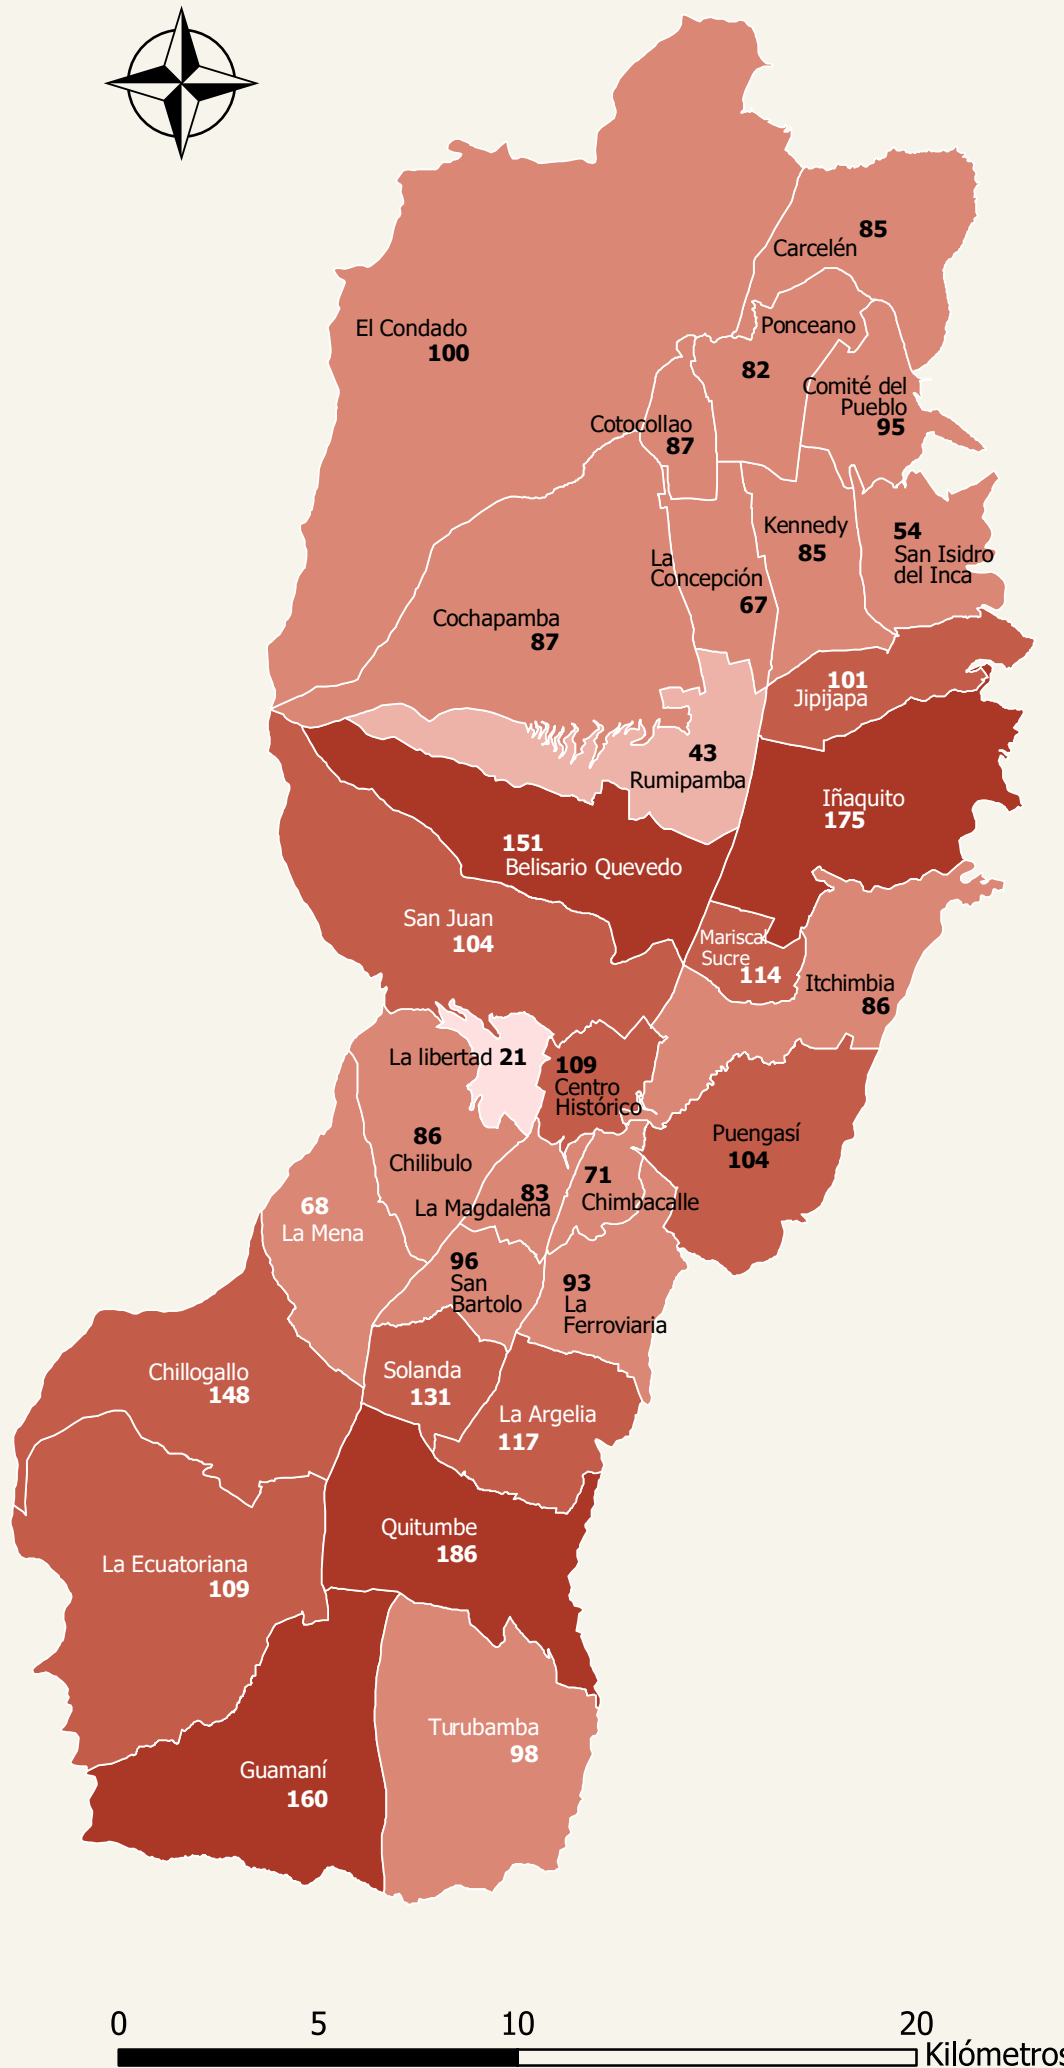 85
Carcelén
El Condado
100
Ponceano
82
Comité del
Pueblo
95
Cotocollao
87
Kennedy
85
54
San Isidro
del Inca
La
Concepción
67
Cochapamba
87
101
Jipijapa
43
Rumipamba
Iñaquito
175
151
Belisario Quevedo
San Juan
104
Mariscal
Sucre
114
Itchimbia
86
La libertad 21
109
Centro
Histórico
86
Chilibulo
Puengasí
104
83
La Magdalena
71
Chimbacalle
68
La Mena
96
San
Bartolo
93
La
Ferroviaria
Chillogallo
148
Solanda
131
La Argelia
117
Quitumbe
186
La Ecuatoriana
109
Turubamba
98
Guamaní
160
0 5 10 20
Kilómetros